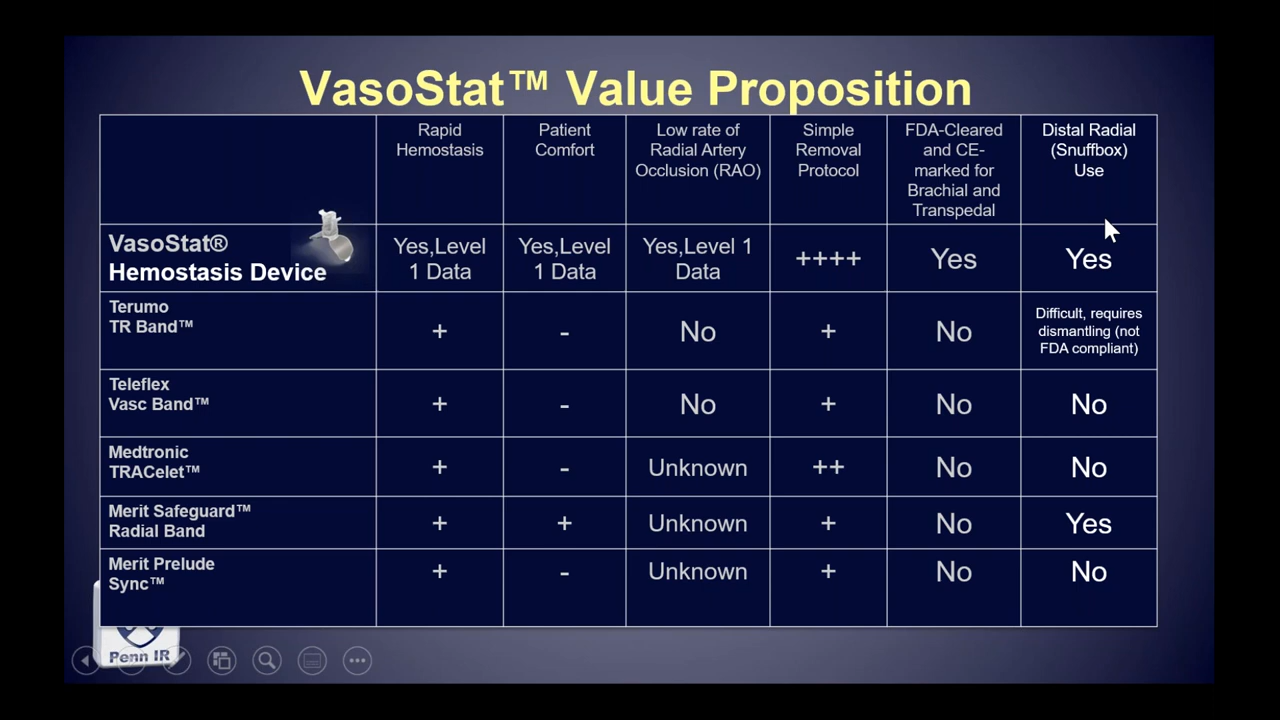 VasoStat™ Value Proposition
Rapid
Hemostasis
Patient
Comfort
Low rate of
Radial Artery
Occlusion (RAO)
Simple
Removal
Protocol
FDA-Cleared
and CE-
marked for
Brachial and
Transpedal
Distal Radial
(Snuffbox)
Use
VasoStat®
Hemostasis Device
Yes,Level
1 Data
Yes,Level
1 Data
Yes,Level 1
Data
++++
Yes
Yes
Terumo
TR Band™
+
-
No
+
No
Difficult, requires
dismantling (not
FDA compliant)
Teleflex
Vasc Band™
+
-
No
+
No
No
Medtronic
TRACelet™
+
-
Unknown
++
No
No
Merit Safeguard™
Radial Band
+
+
Unknown
+
No
Yes
Merit Prelude
Sync™
+
-
Unknown
+
No
No
Penn IR